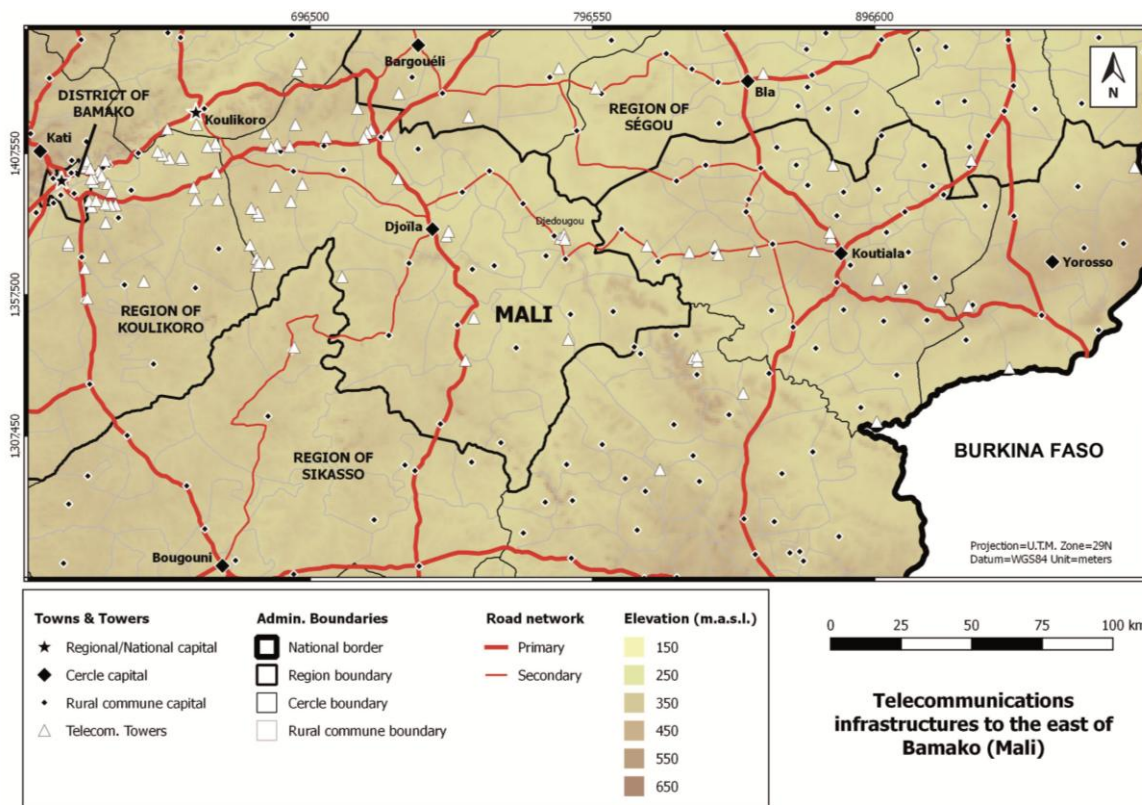 696500
796550
896600
1407550
1357500
1307450
N
DISTRICT OF
BAMAKO
Kati
Koulikoro
Bargouéli
REGION OF
SÉGOU
Bla
Djoïla
Djedougou
Koutiala
Yorosso
REGION OF
KOULIKORO
MALI
REGION OF
SIKASSO
BURKINA FASO
Bougouni
Projection=U.T.M. Zone=29N
Datum=WGS84 Unit=meters
Towns & Towers
Regional/National capital
Cercle capital
Rural commune capital
Telecom. Towers
Admin. Boundaries
National border
Region boundary
Cercle boundary
Rural commune boundary
Road network
Primary
Secondary
Elevation (m.a.s.l.)
150
250
350
450
550
650
0 25 50 75 100 km
Telecommunications
infrastructures to the east of
Bamako (Mali)